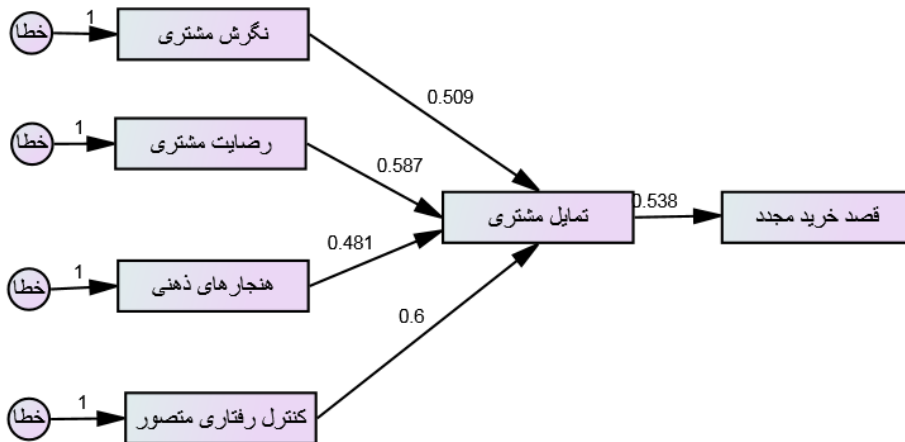 خطا
1
نگرش مشتری
0.509
خطا
1
رضایت مشتری
0.587
تمایل مشتری
0.538
قصد خرید مجدد
خطا
1
هنجارهای ذهنی
0.481
خطا
1
کنترل رفتاری متصور
0.6